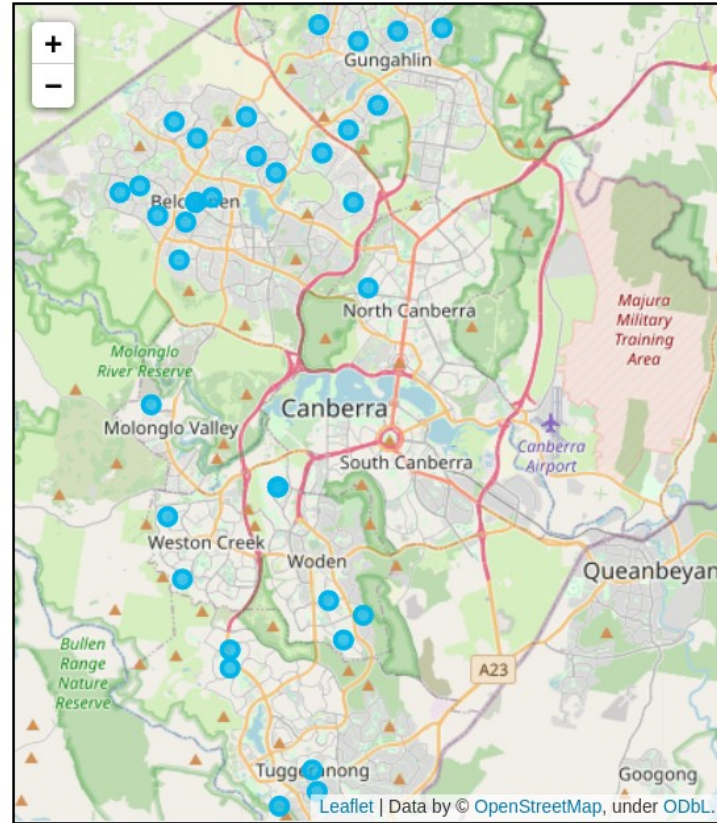 +
−
Gungahlin
Belconnen
North Canberra
Majura
Military
Training
Area
Molonglo
River Reserve
Canberra
Molonglo Valley
Canberra
Airport
South Canberra
Weston Creek
Woden
Queanbeyan
Bullen
Range
Nature
Reserve
A23
Tuggeranong
Googong
Leaflet | Data by © OpenStreetMap, under ODbL.